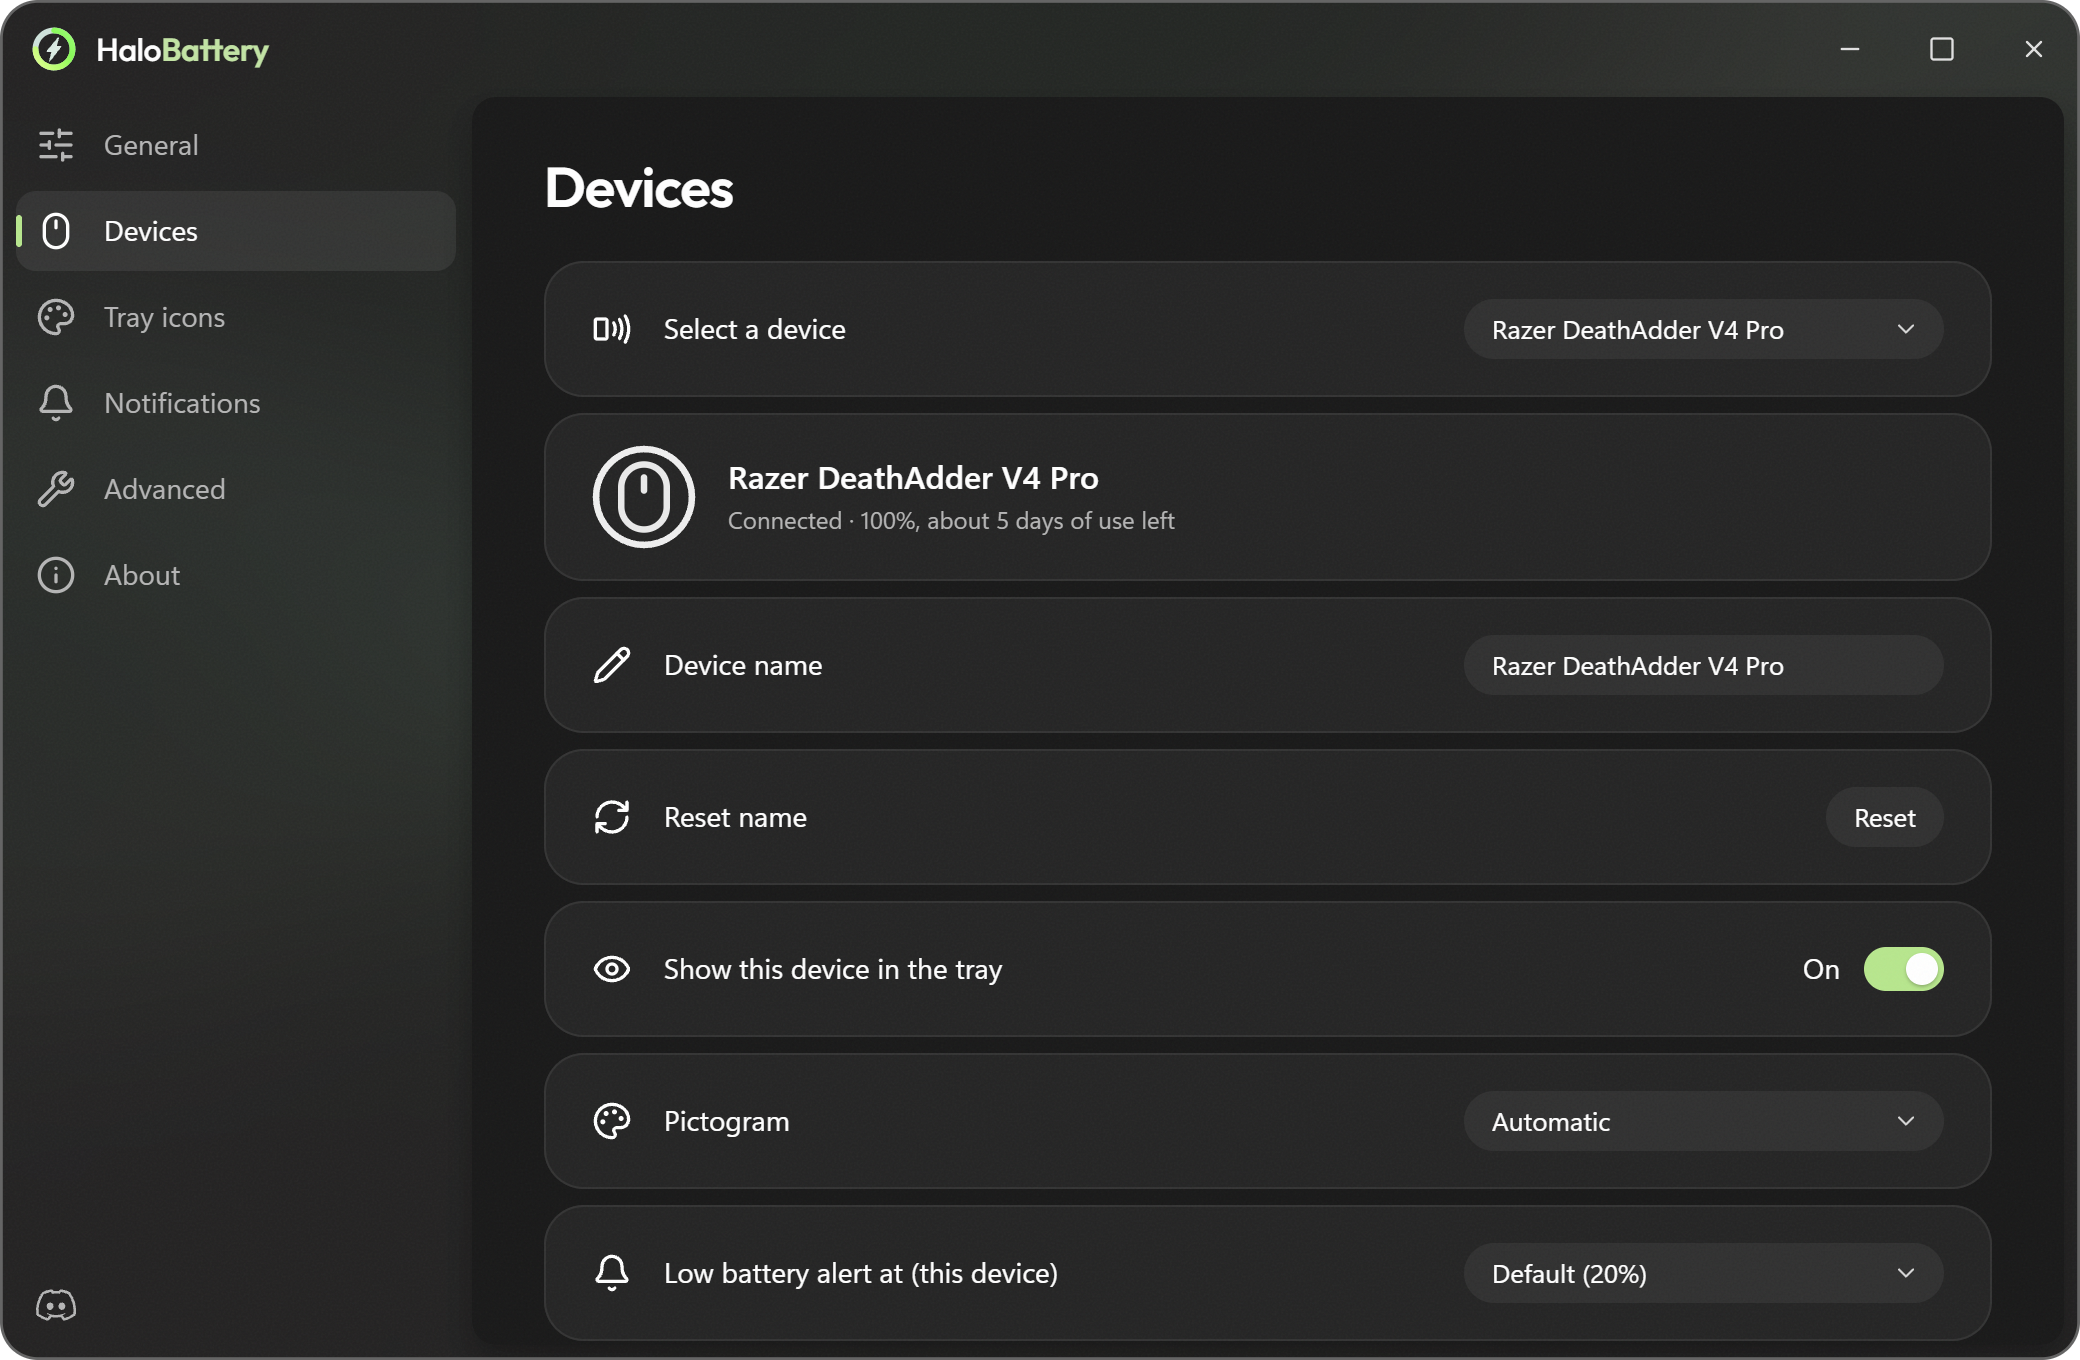 HaloBattery
General
Devices
Tray icons
Notifications
Advanced
About
Devices
Select a device
Razer DeathAdder V4 Pro
Razer DeathAdder V4 Pro
Connected · 100%, about 5 days of use left
Device name
Razer DeathAdder V4 Pro
Reset name
Reset
Show this device in the tray
On
Pictogram
Automatic
Low battery alert at (this device)
Default (20%)